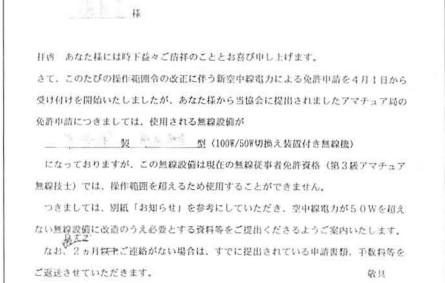 様
拝啓　あなた様には時下益々ご清祥のこととお喜び申し上げます。
さて、このたびの操作範囲令の改正に伴う新空中線電力による免許申請を４月１日から
受け付けを開始いたしましたが、あなた様から当協会に提出されましたアマチュア局の
免許申請につきましては、使用される無線設備が
製　型（100W/50W切換え装置付き無線機）
になっておりますが、この無線設備は現在の無線従事者免許資格（第３級アマチュア
無線技士）では、操作範囲を超えるため使用することができません。
つきましては、別紙「お知らせ」を参考にしていただき、空中線電力が５０Ｗを超え
ない無線設備に改造のうえ必要とする資料等をご提出くださるようご案内いたします。
なお、２ヵ月以上ご連絡がない場合は、すでに提出されている申請書類、手数料等を
ご返送させていただきます。　敬具